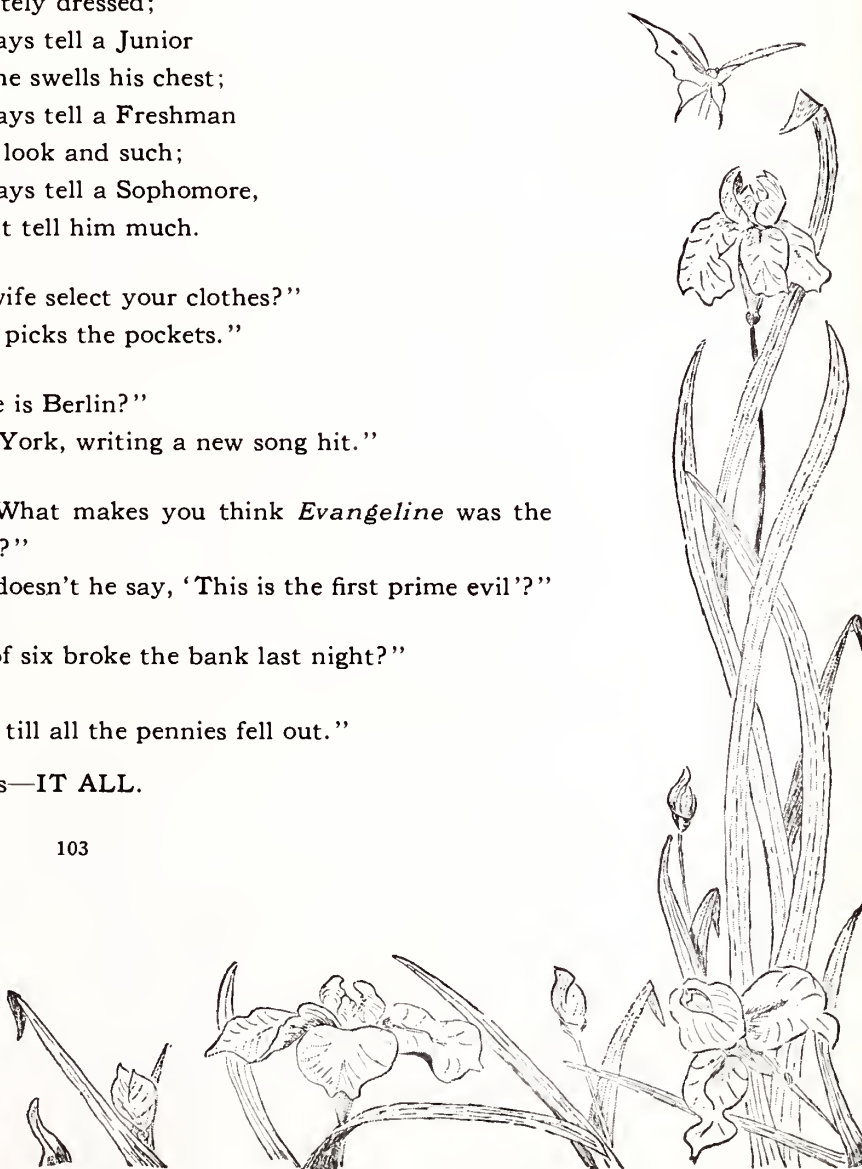 tely dressed;
ays tell a Junior
ne swells his chest;
ays tell a Freshman
look and such;
ays tell a Sophomore,
t tell him much.
wife select your clothes?”
picks the pockets.”
e is Berlin?”
York, writing a new song hit.”
What makes you think Evangeline was the
?”
doesn't he say, ‘This is the first prime evil’?”
of six broke the bank last night?”
till all the pennies fell out.”
s—IT ALL.
103